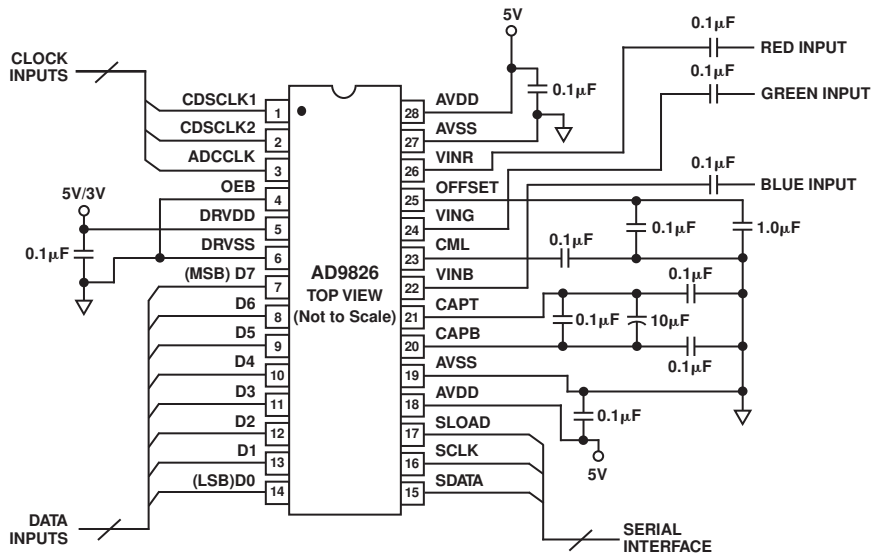 5V
0.1µF
RED INPUT
CLOCK
INPUTS
0.1µF
GREEN INPUT
0.1µF
CDSCLK1
1
28
AVDD
CDSCLK2
2
27
AVSS
ADCCLK
3
26
VINR
0.1µF
BLUE INPUT
OEB
4
25
OFFSET
5V/3V
DRVDD
5
24
VING
0.1µF
1.0µF
0.1µF
DRVSS
6
23
CML
0.1µF
(MSB) D7
7
22
VINB
D6
8
21
CAPT
0.1µF
D5
9
20
CAPB
0.1µF
10µF
D4
10
19
AVSS
0.1µF
D3
11
18
AVDD
0.1µF
D2
12
17
SLOAD
D1
13
16
SCLK
5V
(LSB)D0
14
15
SDATA
AD9826
TOP VIEW
(Not to Scale)
DATA
INPUTS
SERIAL
INTERFACE